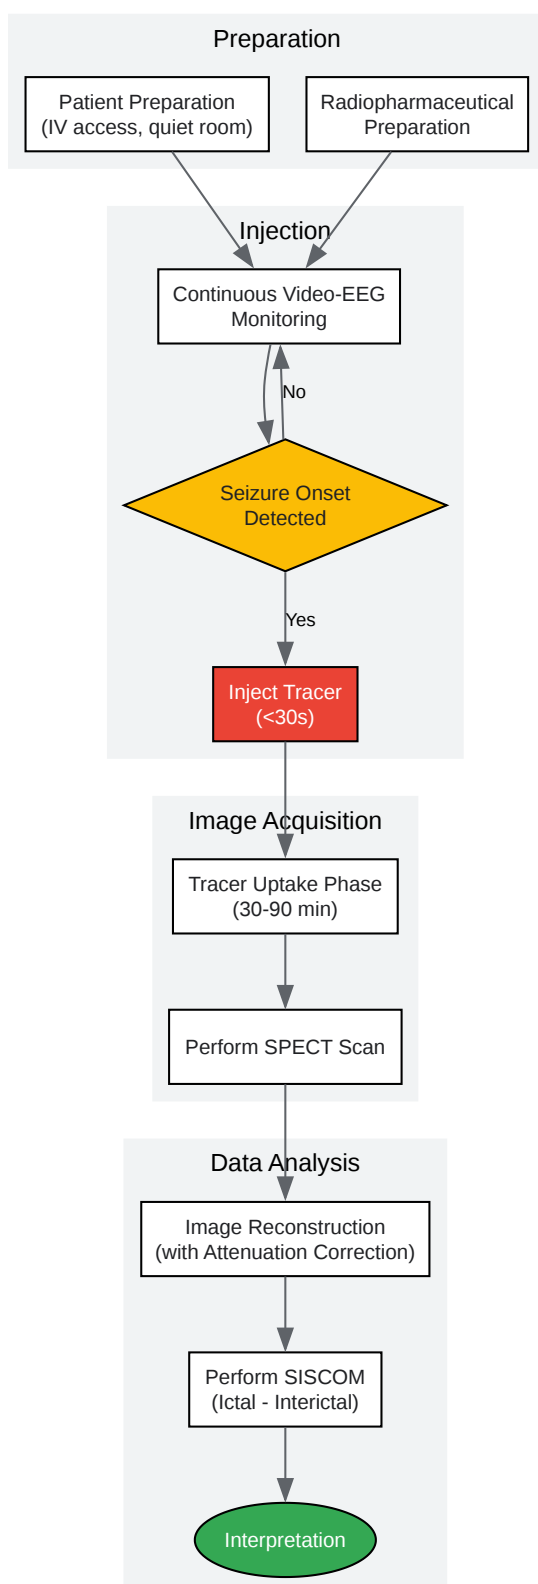 Preparation
Patient Preparation
(IV access, quiet room)
Radiopharmaceutical
Preparation
Injection
Continuous Video-EEG
Monitoring
No
Seizure Onset
Detected
Yes
Inject Tracer
(<30s)
Image Acquisition
Tracer Uptake Phase
(30-90 min)
Perform SPECT Scan
Data Analysis
Image Reconstruction
(with Attenuation Correction)
Perform SISCOM
(Ictal - Interictal)
Interpretation